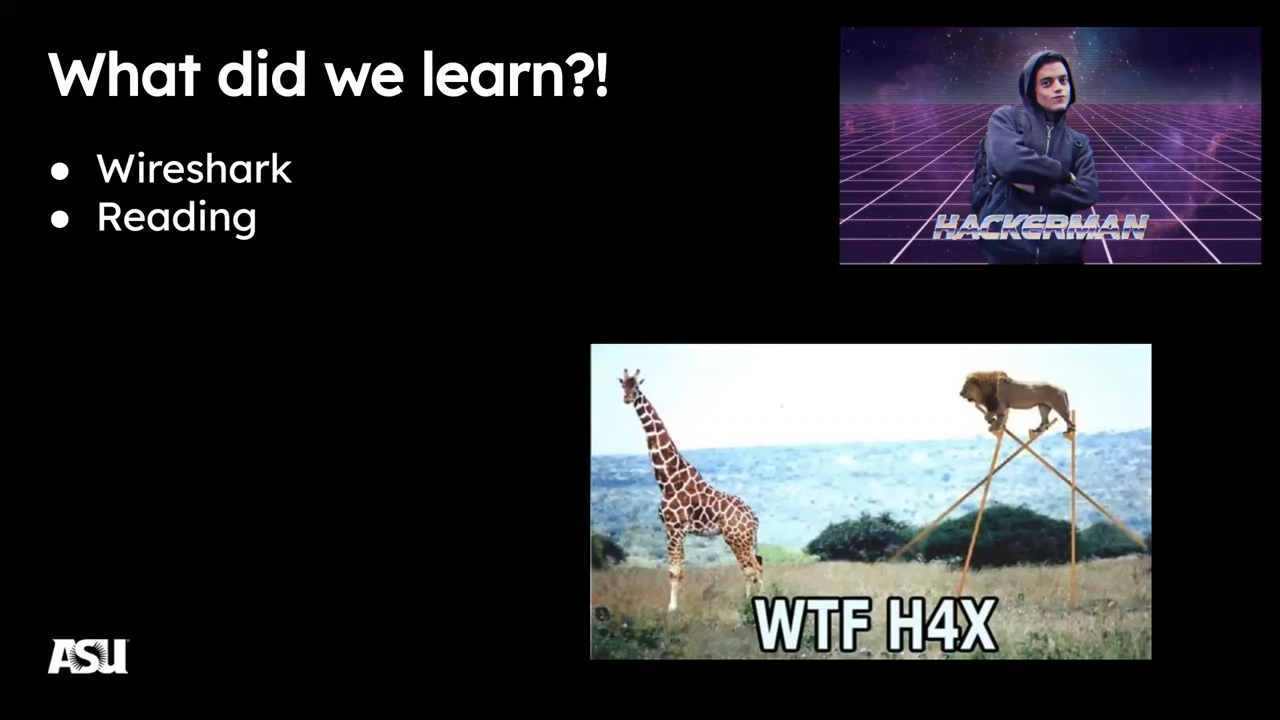 What did we learn?!
HACKERMAN
● Wireshark
● Reading
WTF H4X
ASU